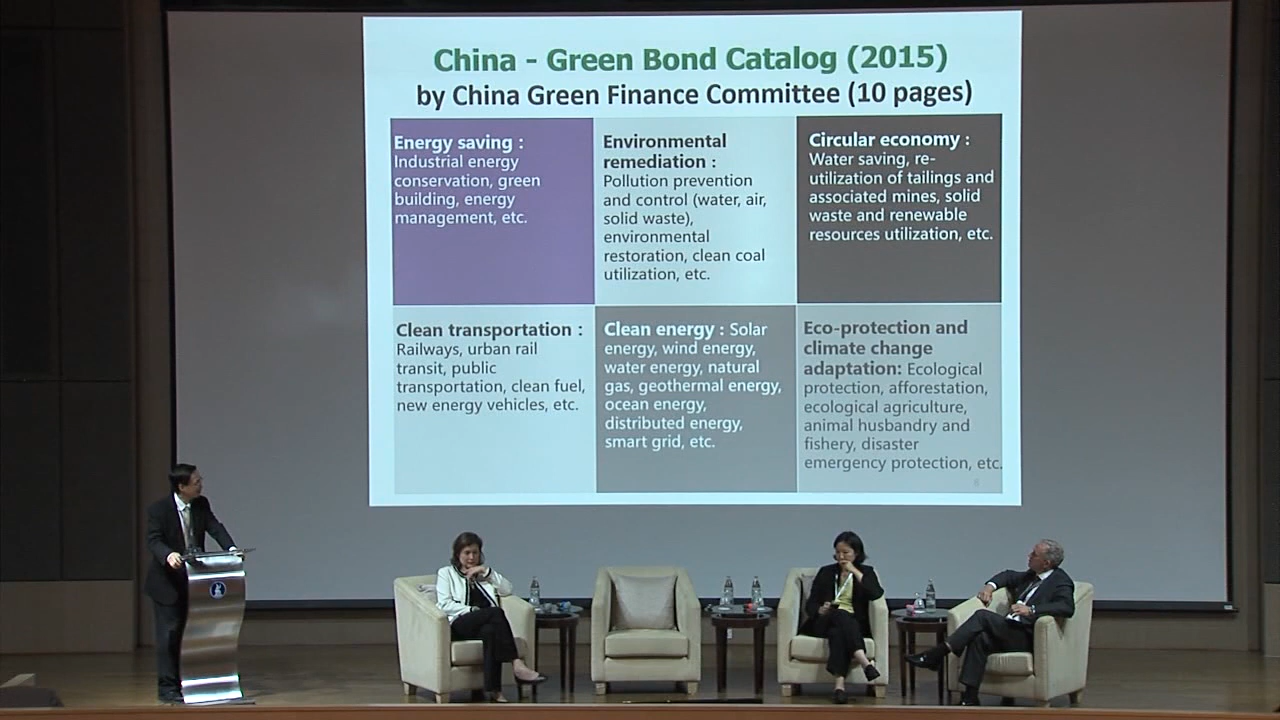 China - Green Bond Catalog (2015)
by China Green Finance Committee (10 pages)
Energy saving :
Industrial energy
conservation, green
building, energy
management, etc.
Environmental
remediation :
Pollution prevention
and control (water, air,
solid waste),
environmental
restoration, clean coal
utilization, etc.
Circular economy :
Water saving, re-
utilization of tailings and
associated mines, solid
waste and renewable
resources utilization, etc.
Clean transportation :
Railways, urban rail
transit, public
transportation, clean fuel,
new energy vehicles, etc.
Clean energy : Solar
energy, wind energy,
water energy, natural
gas, geothermal energy,
ocean energy,
distributed energy,
smart grid, etc.
Eco-protection and
climate change
adaptation: Ecological
protection, afforestation,
ecological agriculture,
animal husbandry and
fishery, disaster
emergency protection, etc.
6